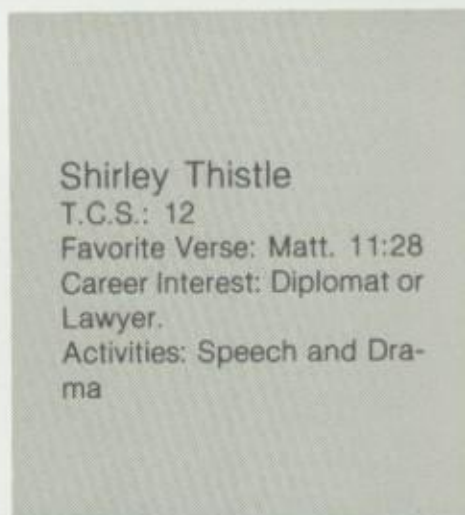 Shirley Thistle
T.C.S.: 12
Favorite Verse: Matt. 11:28
Career Interest: Diplomat or
Lawyer.
Activities: Speech and Dra-
ma